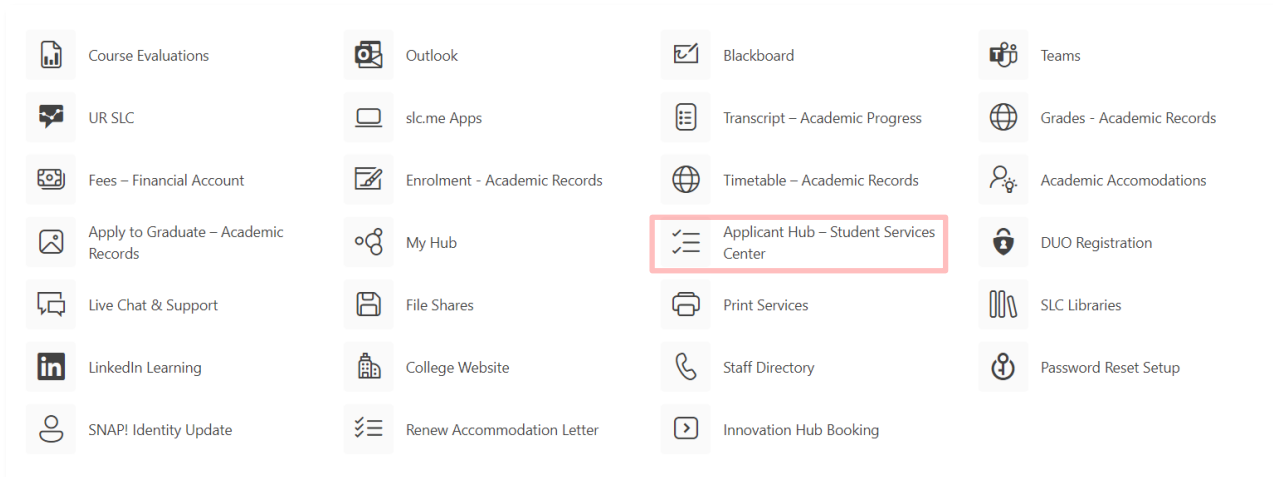 Course Evaluations
Outlook
Blackboard
Teams
UR SLC
slc.me Apps
Transcript – Academic Progress
Grades - Academic Records
Fees – Financial Account
Enrolment - Academic Records
Timetable – Academic Records
Academic Accomodations
Apply to Graduate – Academic
Records
My Hub
Applicant Hub – Student Services
Center
DUO Registration
Live Chat & Support
File Shares
Print Services
SLC Libraries
LinkedIn Learning
College Website
Staff Directory
Password Reset Setup
SNAP! Identity Update
Renew Accommodation Letter
Innovation Hub Booking